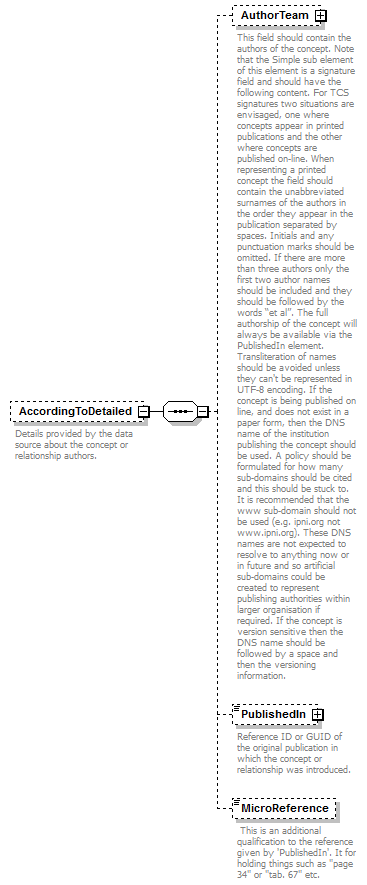 AuthorTeam
This field should contain the
authors of the concept. Note
that the Simple sub element
of this element is a signature
field and should have the
following content. For TCS
signatures two situations are
envisaged, one where
concepts appear in printed
publications and the other
where concepts are
published on-line. When
representing a printed
concept the field should
contain the unabbreviated
surnames of the authors in
the order they appear in the
publication separated by
spaces. Initials and any
punctuation marks should be
omitted. If there are more
than three authors only the
first two author names
should be included and they
should be followed by the
words "et al". The full
authorship of the concept will
always be available via the
PublishedIn element.
Transliteration of names
should be avoided unless
they can't be represented in
UTF-8 encoding. If the
concept is being published on
line, and does not exist in a
paper form, then the DNS
name of the institution
publishing the concept should
be used. A policy should be
formulated for how many
sub-domains should be cited
and this should be stuck to.
It is recommended that the
www sub-domain should not
be used (e.g. ipni.org not
www.ipni.org). These DNS
names are not expected to
resolve to anything now or
in future and so artificial
sub-domains could be
created to represent
publishing authorities within
larger organisation if
required. If the concept is
version sensitive then the
DNS name should be
followed by a space and
then the versioning
information.
AccordingToDetailed
Details provided by the data
source about the concept or
relationship authors.
PublishedIn
Reference ID or GUID of
the original publication in
which the concept or
relationship was introduced.
MicroReference
This is an additional
qualification to the reference
given by 'PublishedIn'. It for
holding things such as "page
34" or "tab. 67" etc.